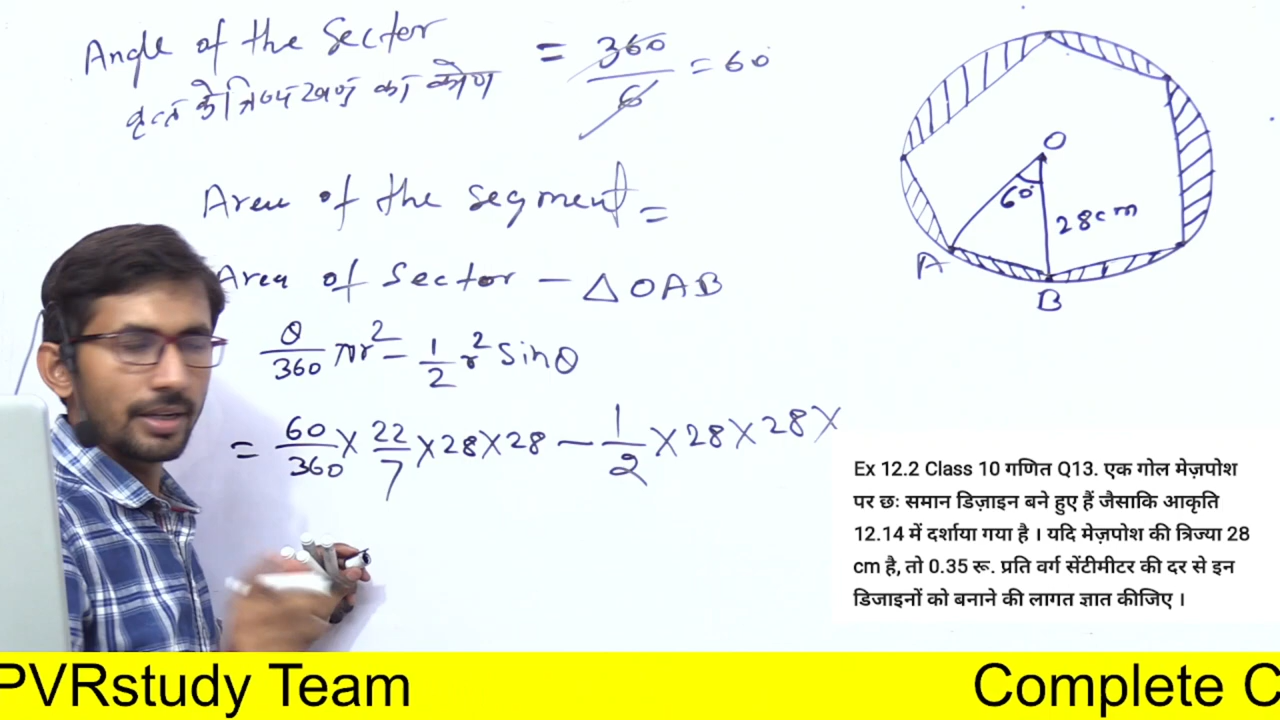 Angle of the Sector = 360/6 = 60°
वृत्त के त्रिज्यखण्ड का कोण
Area of the segment =
Area of Sector - △OAB
θ/360 πr² - 1/2 r² sinθ
= 60/360 × 22/7 × 28 × 28 - 1/2 × 28 × 28 ×
O
60°
28cm
A
B
Ex 12.2 Class 10 गणित Q13. एक गोल मेज़पोश
पर छः समान डिज़ाइन बने हुए हैं जैसाकि आकृति
12.14 में दर्शाया गया है । यदि मेज़पोश की त्रिज्या 28
cm है, तो 0.35 रू. प्रति वर्ग सेंटीमीटर की दर से इन
डिजाइनों को बनाने की लागत ज्ञात कीजिए ।
PVRstudy Team
Complete C